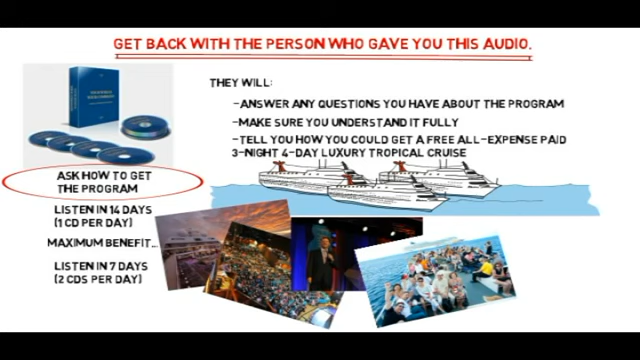 GET BACK WITH THE PERSON WHO GAVE YOU THIS AUDIO.
THEY WILL:
-ANSWER ANY QUESTIONS YOU HAVE ABOUT THE PROGRAM
-MAKE SURE YOU UNDERSTAND IT FULLY
-TELL YOU HOW YOU COULD GET A FREE ALL-EXPENSE PAID
3-NIGHT 4-DAY LUXURY TROPICAL CRUISE
ASK HOW TO GET
THE PROGRAM
LISTEN IN 14 DAYS
(1 CD PER DAY)
MAXIMUM BENEFIT...
LISTEN IN 7 DAYS
(2 CDS PER DAY)